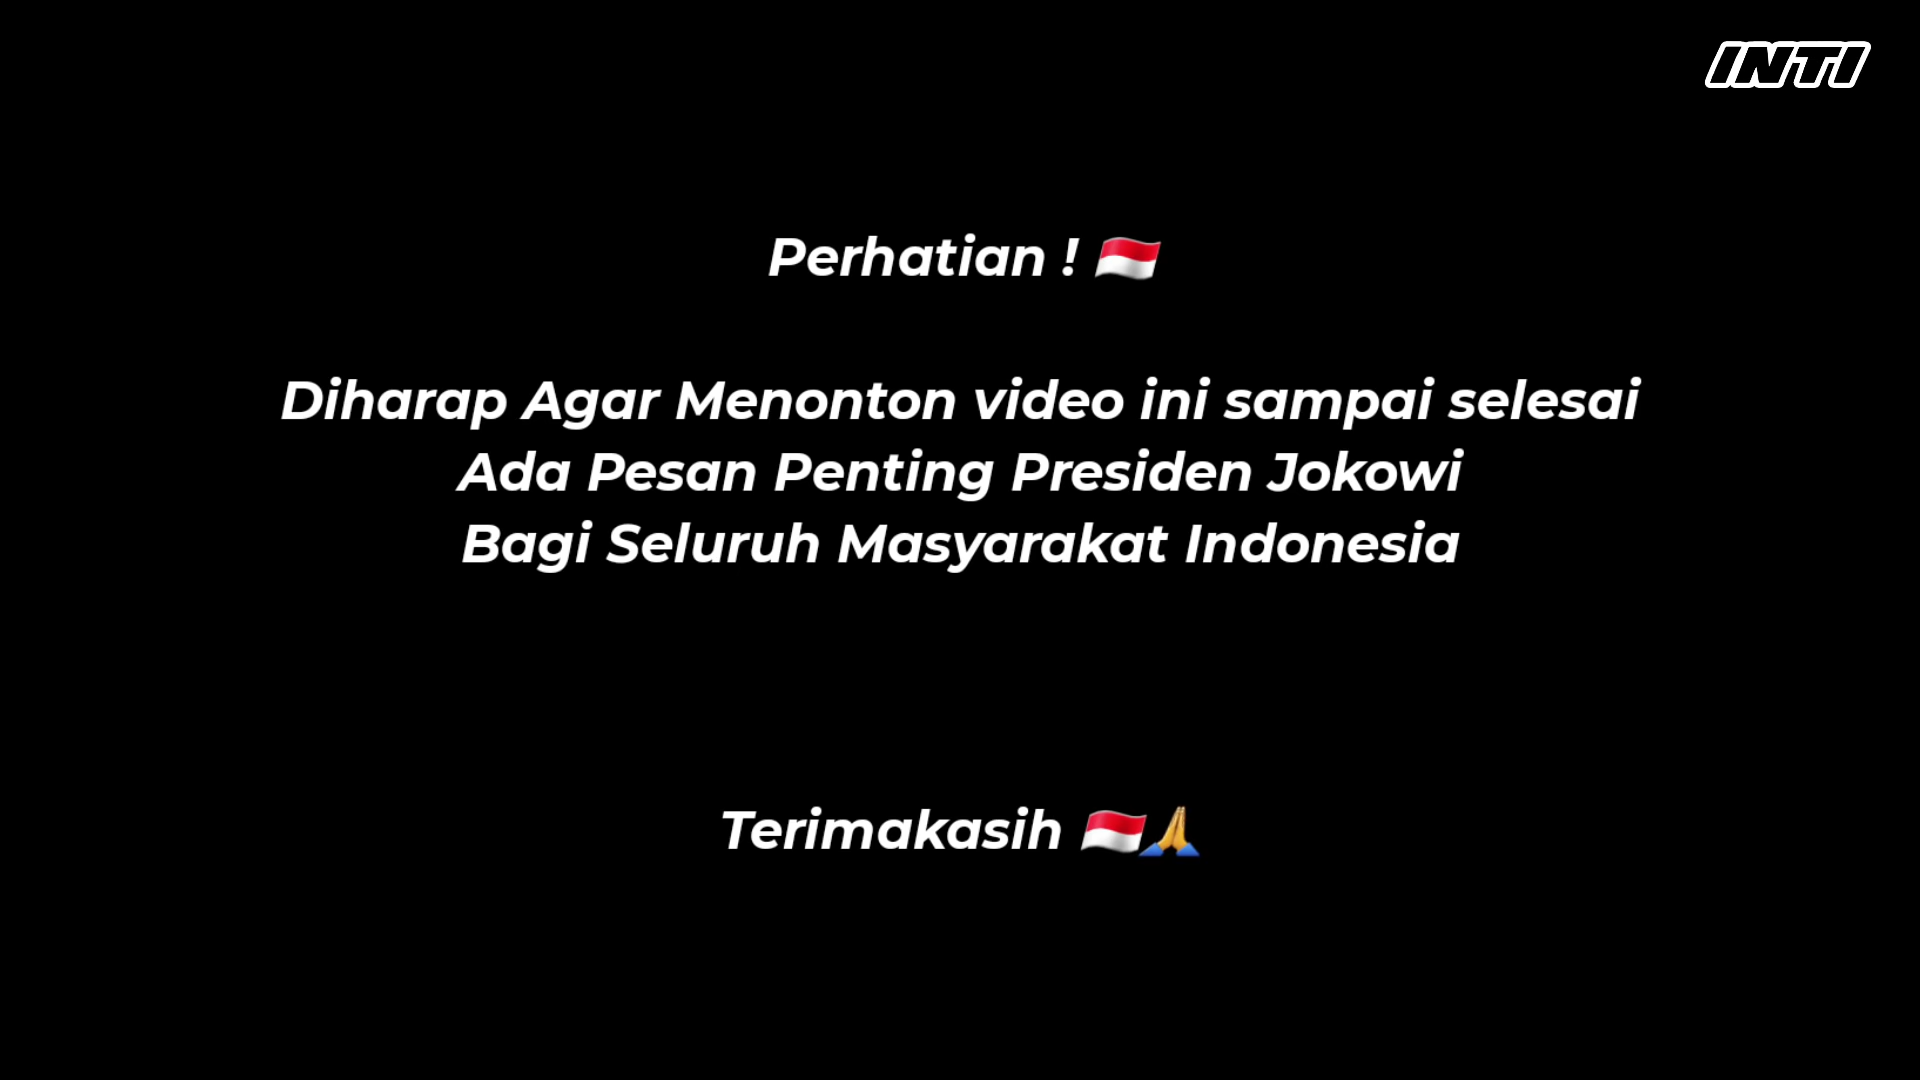 INTI
Perhatian ! 🇮🇩
Diharap Agar Menonton video ini sampai selesai
Ada Pesan Penting Presiden Jokowi
Bagi Seluruh Masyarakat Indonesia
Terimakasih 🇮🇩🙏